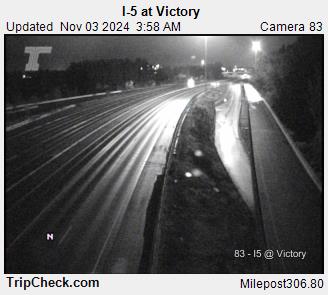 I-5 at Victory
Updated Nov 03 2024 3:58 AM Camera 83
T
N
83 - I5 @ Victory
TripCheck.com Milepost306.80